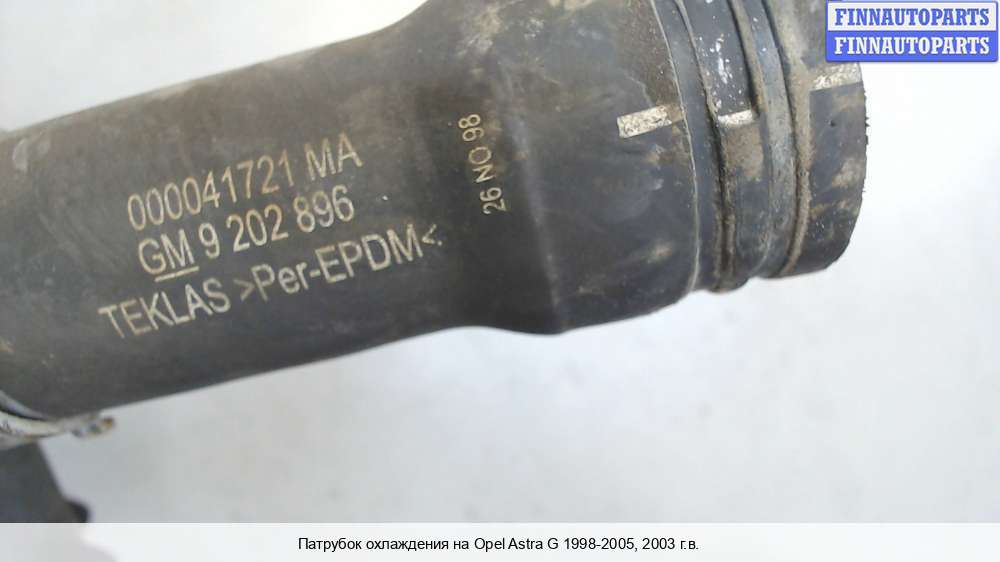 FINNAUTOPARTS
FINNAUTOPARTS
000041721 MA
GM 9 202 896
TEKLAS >Per-EPDM<
26 NO 98
Патрубок охлаждения на Opel Astra G 1998-2005, 2003 г.в.